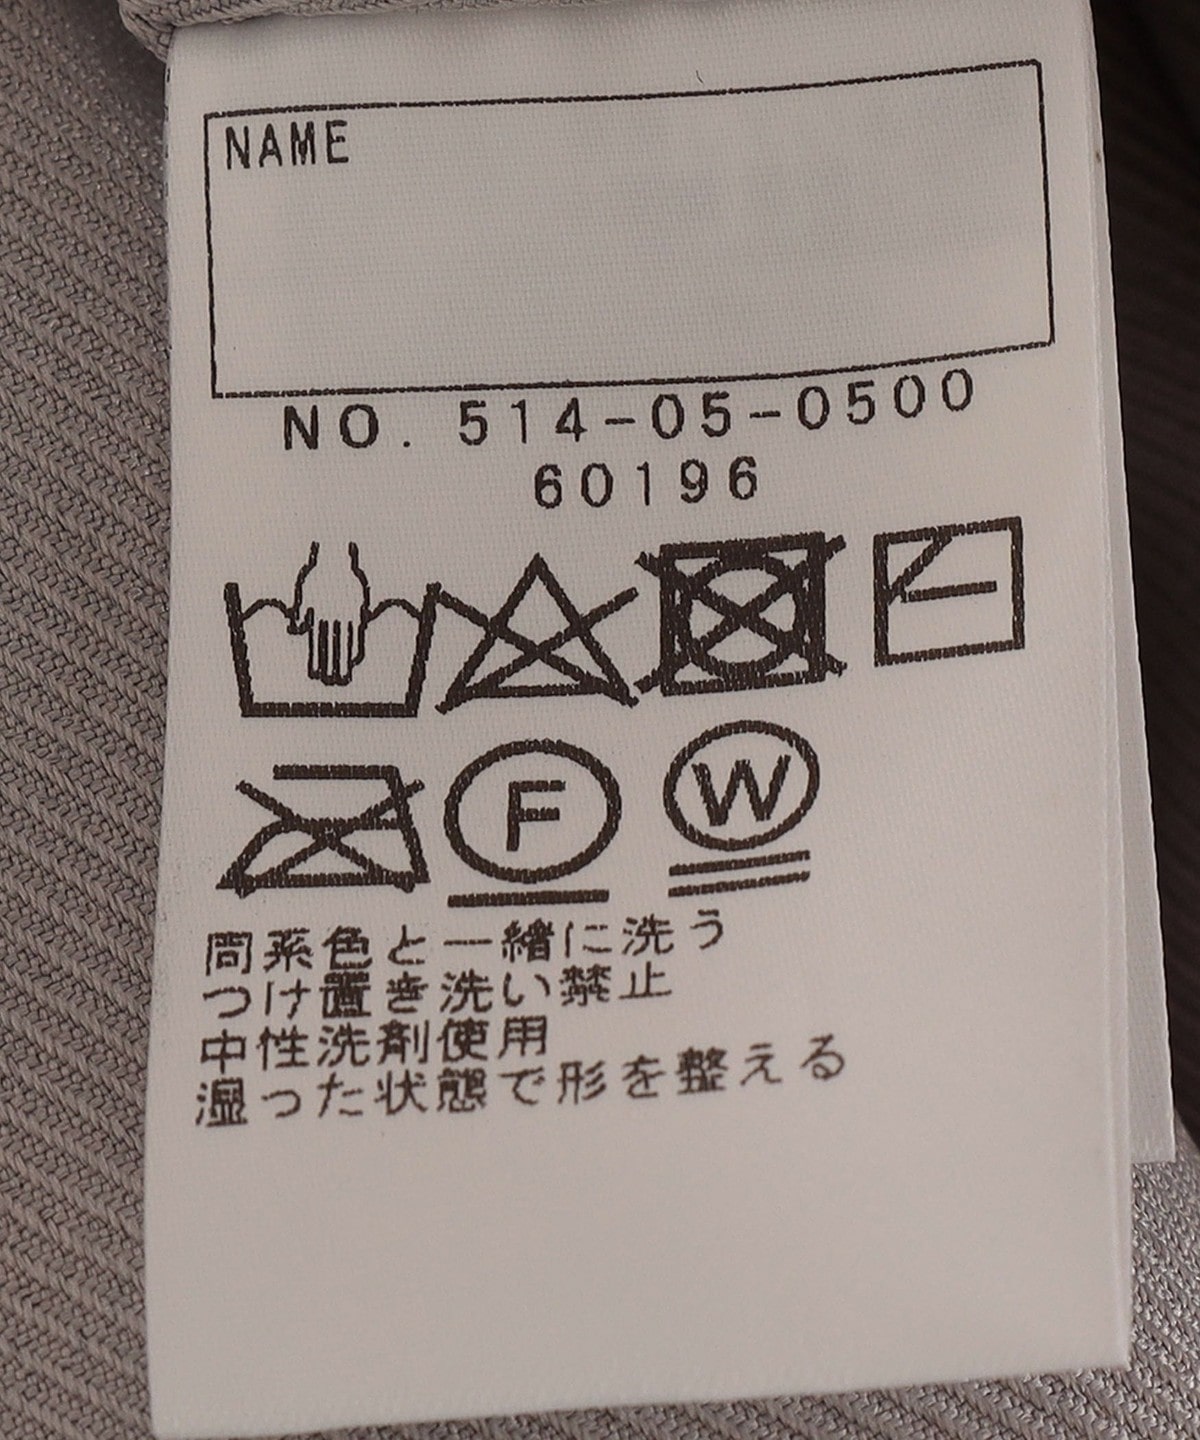 NAME
NO. 514-05-0500
60196
F
W
同系色と一緒に洗う
つけ置き洗い禁止
中性洗剤使用
湿った状態で形を整える